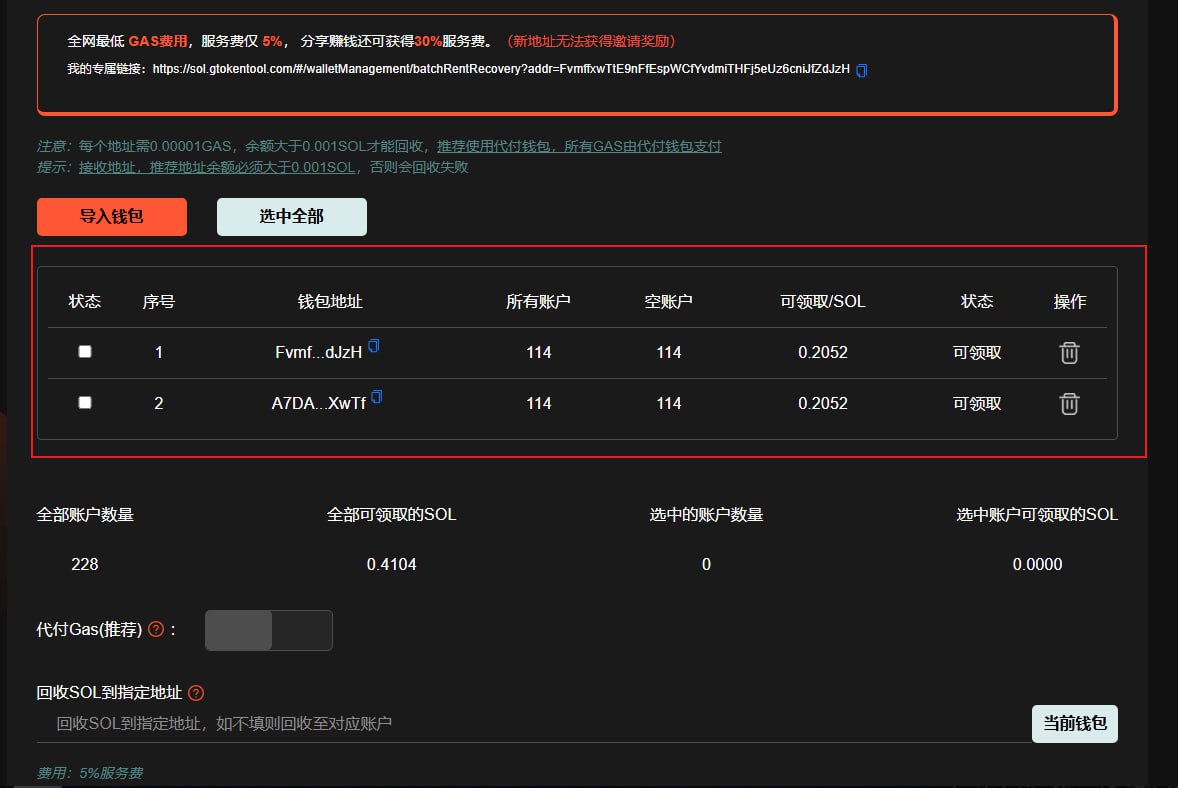 全网最低 GAS费用，服务费仅 5%， 分享赚钱还可获得30%服务费。（新地址无法获得邀请奖励）
我的专属链接：https://sol.gtokentool.com/#/walletManagement/batchRentRecovery?addr=FvmffxwTtE9nFfEspWCfYvdmiTHFj5eUz6cniJfZdJzH
注意：每个地址需0.00001GAS，余额大于0.001SOL才能回收，推荐使用代付钱包，所有GAS由代付钱包支付
提示：接收地址，推荐地址余额必须大于0.001SOL，否则会回收失败
导入钱包 选中全部
状态 序号 钱包地址 所有账户 空账户 可领取/SOL 状态 操作
1 Fvmf...dJzH 114 114 0.2052 可领取
2 A7DA...XwTf 114 114 0.2052 可领取
全部账户数量 全部可领取的SOL 选中的账户数量 选中账户可领取的SOL
228 0.4104 0 0.0000
代付Gas(推荐) ? :
回收SOL到指定地址 ?
回收SOL到指定地址，如不填则回收至对应账户 当前钱包
费用：5%服务费